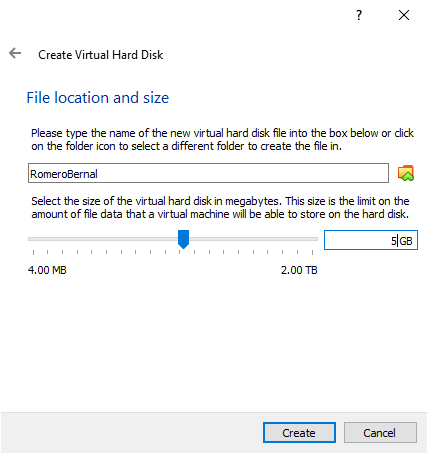 ?
Create Virtual Hard Disk
File location and size
Please type the name of the new virtual hard disk file into the box below or click
on the folder icon to select a different folder to create the file in.
RomeroBernal
Select the size of the virtual hard disk in megabytes. This size is the limit on the
amount of file data that a virtual machine will be able to store on the hard disk.
5 GB
4.00 MB 2.00 TB
Create Cancel